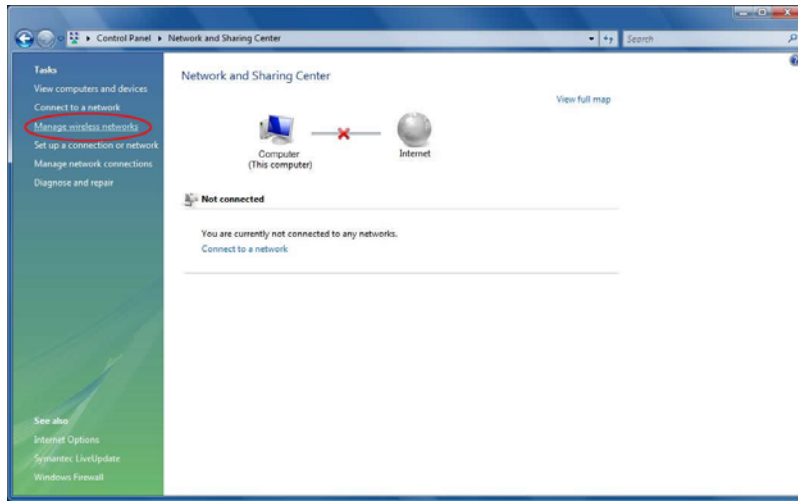 Control Panel
Network and Sharing Center
Search
Tasks
View computers and devices
Connect to a network
Manage wireless networks
Set up a connection or network
Manage network connections
Diagnose and repair
See also
Internet Options
Symantec LiveUpdate
Windows Firewall
Network and Sharing Center
View full map
Computer
(This computer)
Internet
Not connected
You are currently not connected to any networks.
Connect to a network